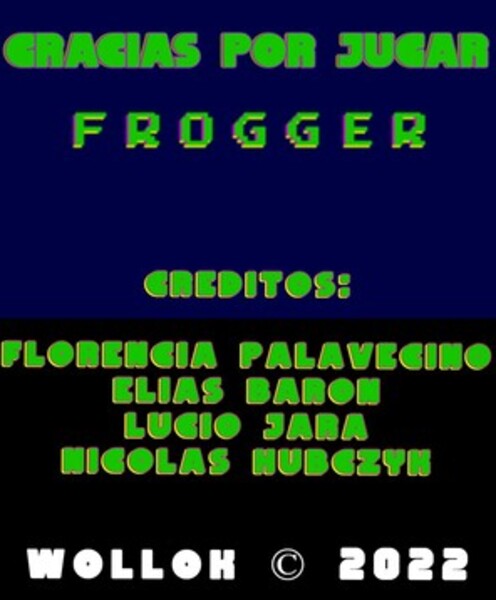 GRACIAS POR JUGAR
FROGGER
CREDITOS:
FLORENCIA PALAVECINO
ELIAS BARON
LUCIO JARA
NICOLAS HUBCZYK
WOLLOK © 2022